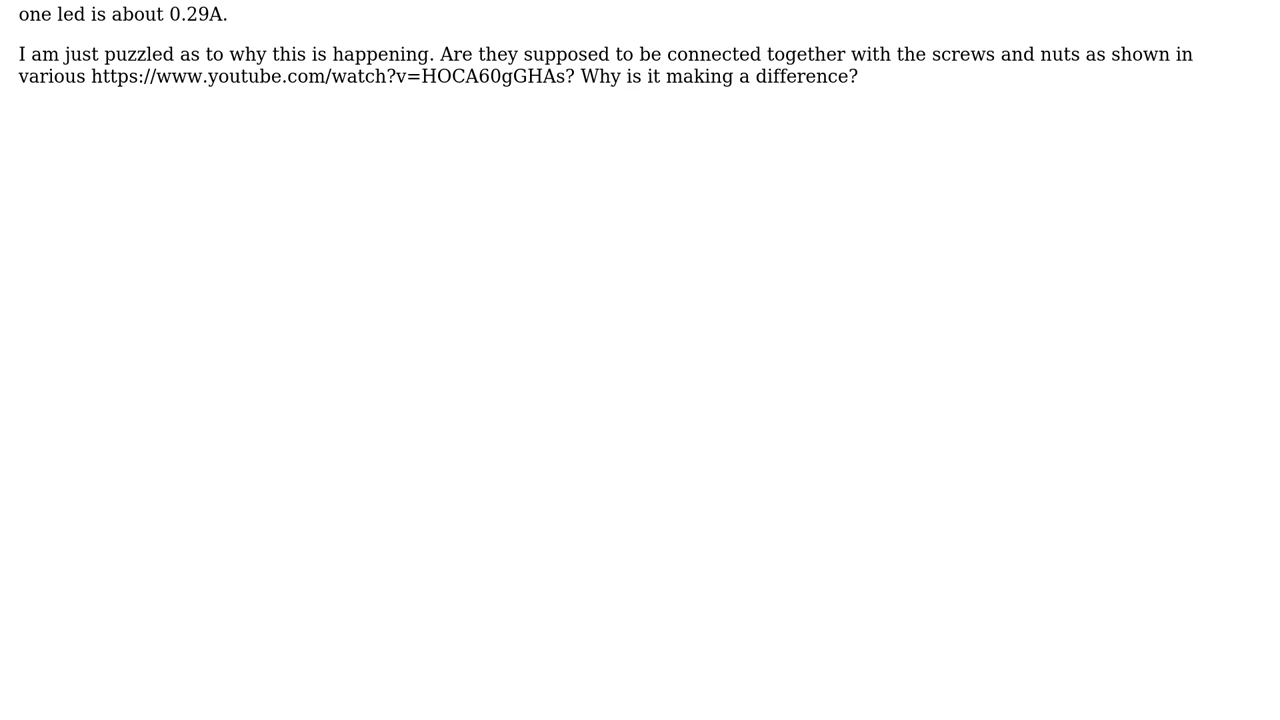 one led is about 0.29A.
I am just puzzled as to why this is happening. Are they supposed to be connected together with the screws and nuts as shown in
various https://www.youtube.com/watch?v=HOCA60gGHAs? Why is it making a difference?